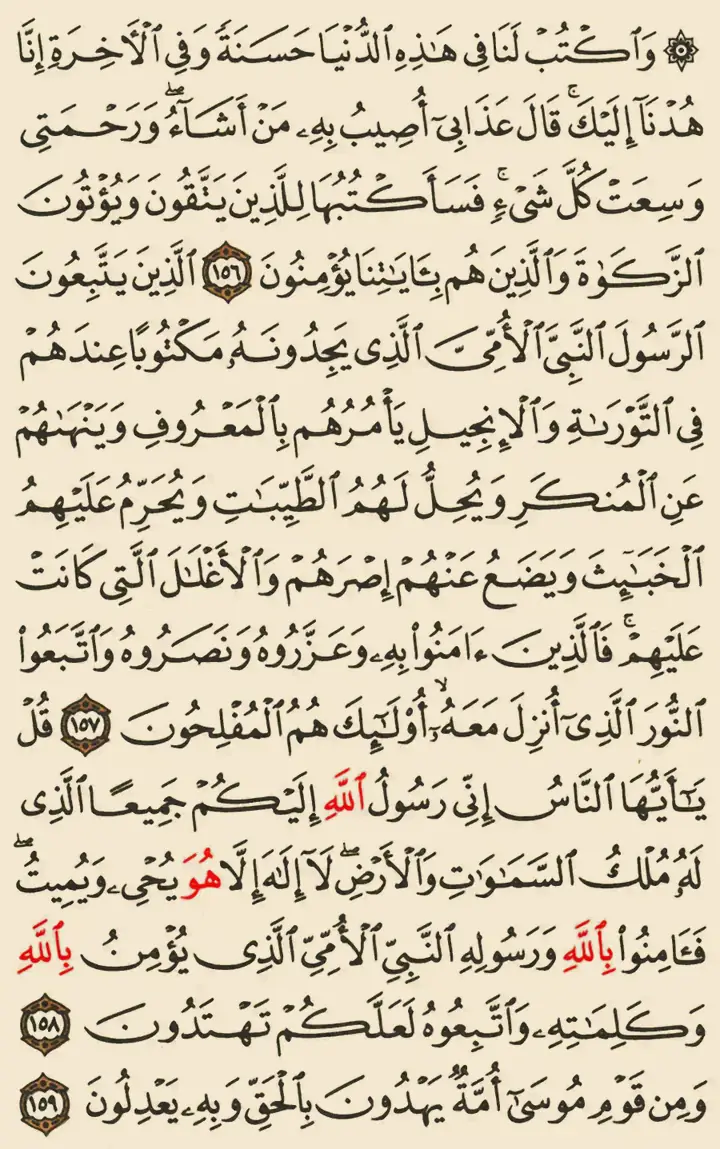 ۞ وَٱكۡتُبۡ لَنَا فِي هَٰذِهِ ٱلدُّنۡيَا حَسَنَةٗ وَفِي ٱلۡأٓخِرَةِ إِنَّا
هُدۡنَآ إِلَيۡكَۚ قَالَ عَذَابِيٓ أُصِيبُ بِهِۦ مَنۡ أَشَآءُۖ وَرَحۡمَتِي
وَسِعَتۡ كُلَّ شَيۡءٖۚ فَسَأَكۡتُبُهَا لِلَّذِينَ يَتَّقُونَ وَيُؤۡتُونَ
ٱلزَّكَوٰةَ وَٱلَّذِينَ هُم بِـَٔايَٰتِنَا يُؤۡمِنُونَ ١٥٦ ٱلَّذِينَ يَتَّبِعُونَ
ٱلرَّسُولَ ٱلنَّبِيَّ ٱلۡأُمِّيَّ ٱلَّذِي يَجِدُونَهُۥ مَكۡتُوبًا عِندَهُمۡ
فِي ٱلتَّوۡرَىٰةِ وَٱلۡإِنجِيلِ يَأۡمُرُهُم بِٱلۡمَعۡرُوفِ وَيَنۡهَىٰهُمۡ
عَنِ ٱلۡمُنكَرِ وَيُحِلُّ لَهُمُ ٱلطَّيِّبَٰتِ وَيُحَرِّمُ عَلَيۡهِمُ
ٱلۡخَبَٰٓئِثَ وَيَضَعُ عَنۡهُمۡ إِصۡرَهُمۡ وَٱلۡأَغۡلَٰلَ ٱلَّتِي كَانَتۡ
عَلَيۡهِمۡۚ فَٱلَّذِينَ ءَامَنُواْ بِهِۦ وَعَزَّرُوهُ وَنَصَرُوهُ وَٱتَّبَعُواْ
ٱلنُّورَ ٱلَّذِيٓ أُنزِلَ مَعَهُۥٓ أُوْلَٰٓئِكَ هُمُ ٱلۡمُفۡلِحُونَ ١٥٧ قُلۡ
يَٰٓأَيُّهَا ٱلنَّاسُ إِنِّي رَسُولُ ٱللَّهِ إِلَيۡكُمۡ جَمِيعًا ٱلَّذِي
لَهُۥ مُلۡكُ ٱلسَّمَٰوَٰتِ وَٱلۡأَرۡضِۖ لَآ إِلَٰهَ إِلَّا هُوَ يُحۡيِۦ وَيُمِيتُۖ
فَـَٔامِنُواْ بِٱللَّهِ وَرَسُولِهِ ٱلنَّبِيِّ ٱلۡأُمِّيِّ ٱلَّذِي يُؤۡمِنُ بِٱللَّهِ
وَكَلِمَٰتِهِۦ وَٱتَّبِعُوهُ لَعَلَّكُمۡ تَهۡتَدُونَ ١٥٨
وَمِن قَوۡمِ مُوسَىٰٓ أُمَّةٞ يَهۡدُونَ بِٱلۡحَقِّ وَبِهِۦ يَعۡدِلُونَ ١٥٩